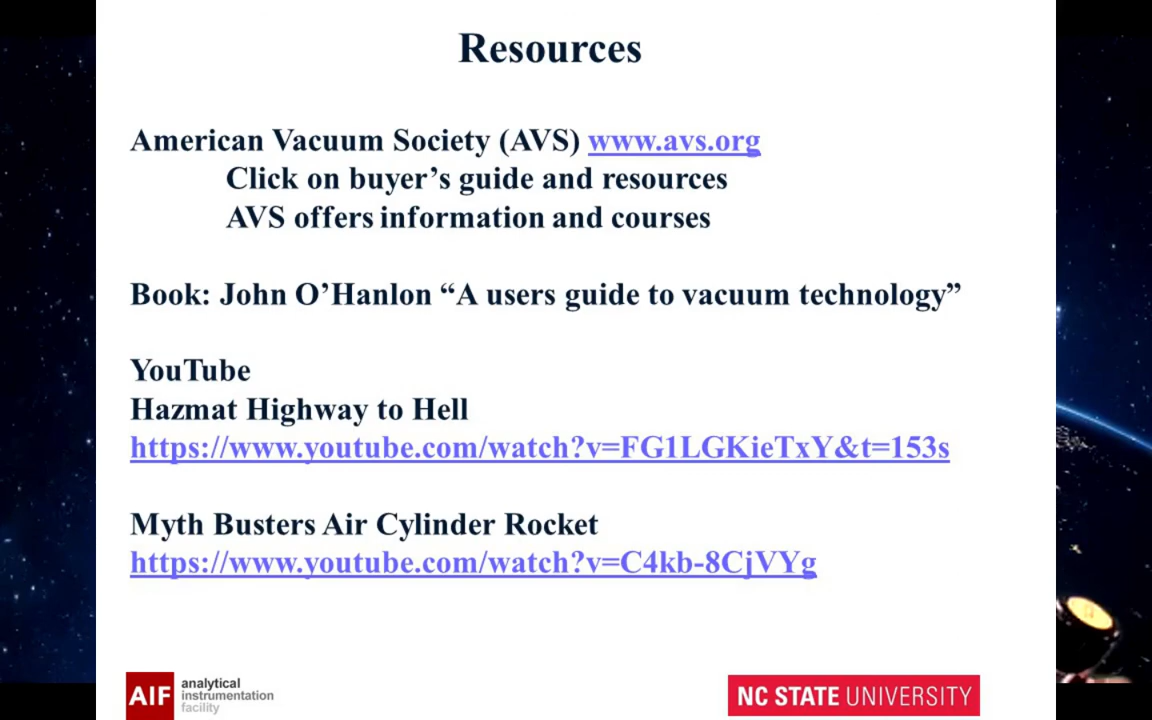 Resources
American Vacuum Society (AVS) www.avs.org
Click on buyer’s guide and resources
AVS offers information and courses
Book: John O’Hanlon “A users guide to vacuum technology”
YouTube
Hazmat Highway to Hell
https://www.youtube.com/watch?v=FG1LGKieTxY&t=153s
Myth Busters Air Cylinder Rocket
https://www.youtube.com/watch?v=C4kb-8CjVYg
AIF analytical
instrumentation
facility
NC STATE UNIVERSITY